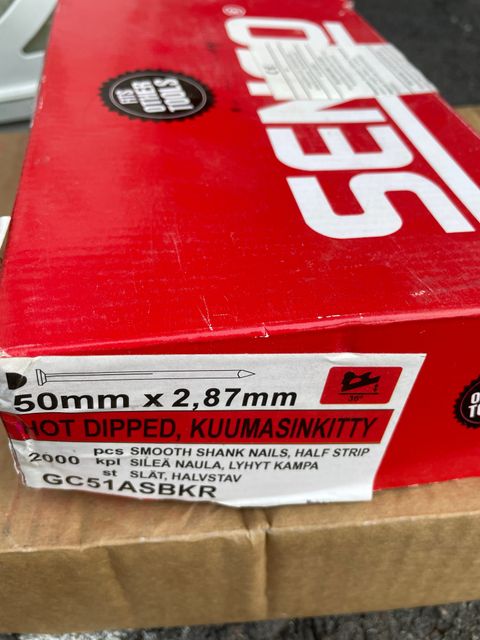 SENCO
®
FITS
OTHER
TOOLS
50mm x 2,87mm
36°
HOT DIPPED, KUUMASINKITTY
2000 pcs SMOOTH SHANK NAILS, HALF STRIP
kpl SILEÄ NAULA, LYHYT KAMPA
st SLÄT, HALVSTAV
GC51ASBKR